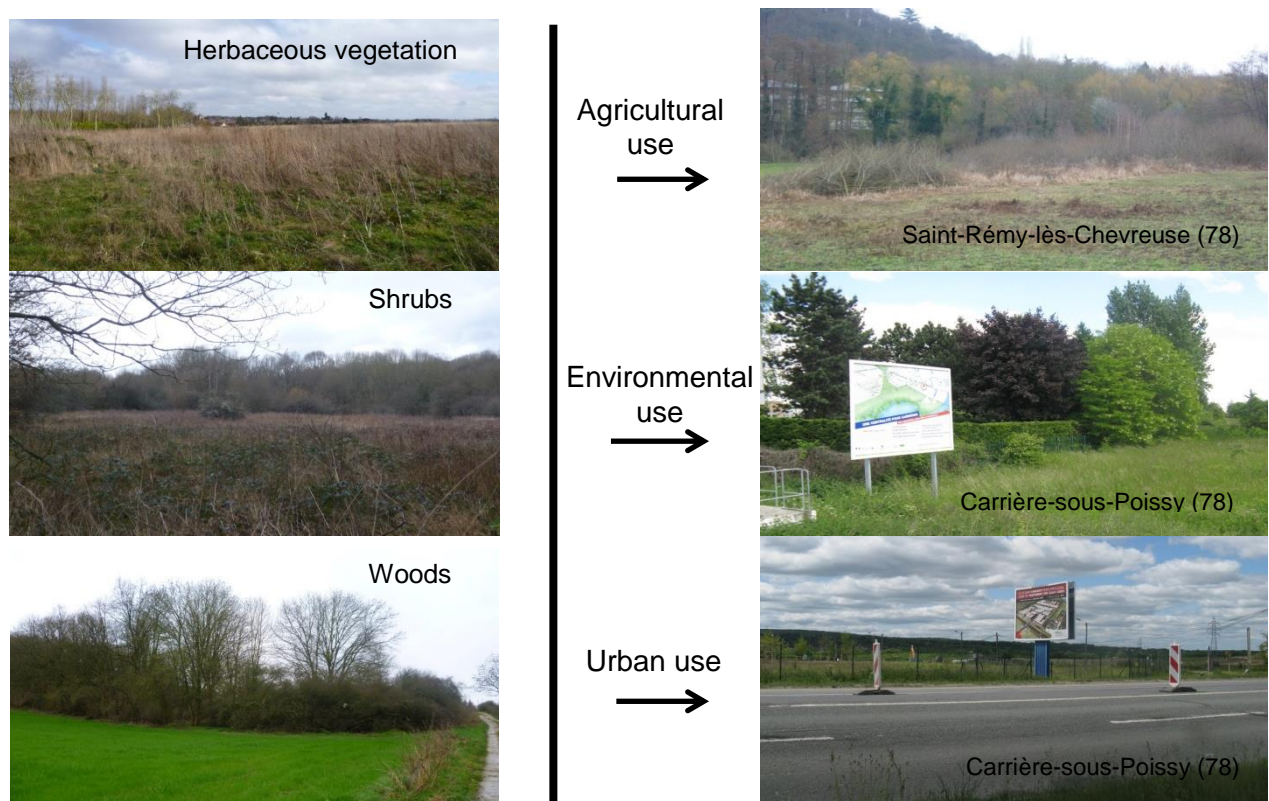 Herbaceous vegetation
Agricultural
use
Saint-Rémy-lès-Chevreuse (78)
Shrubs
Environmental
use
Carrière-sous-Poissy (78)
Woods
Urban use
Carrière-sous-Poissy (78)